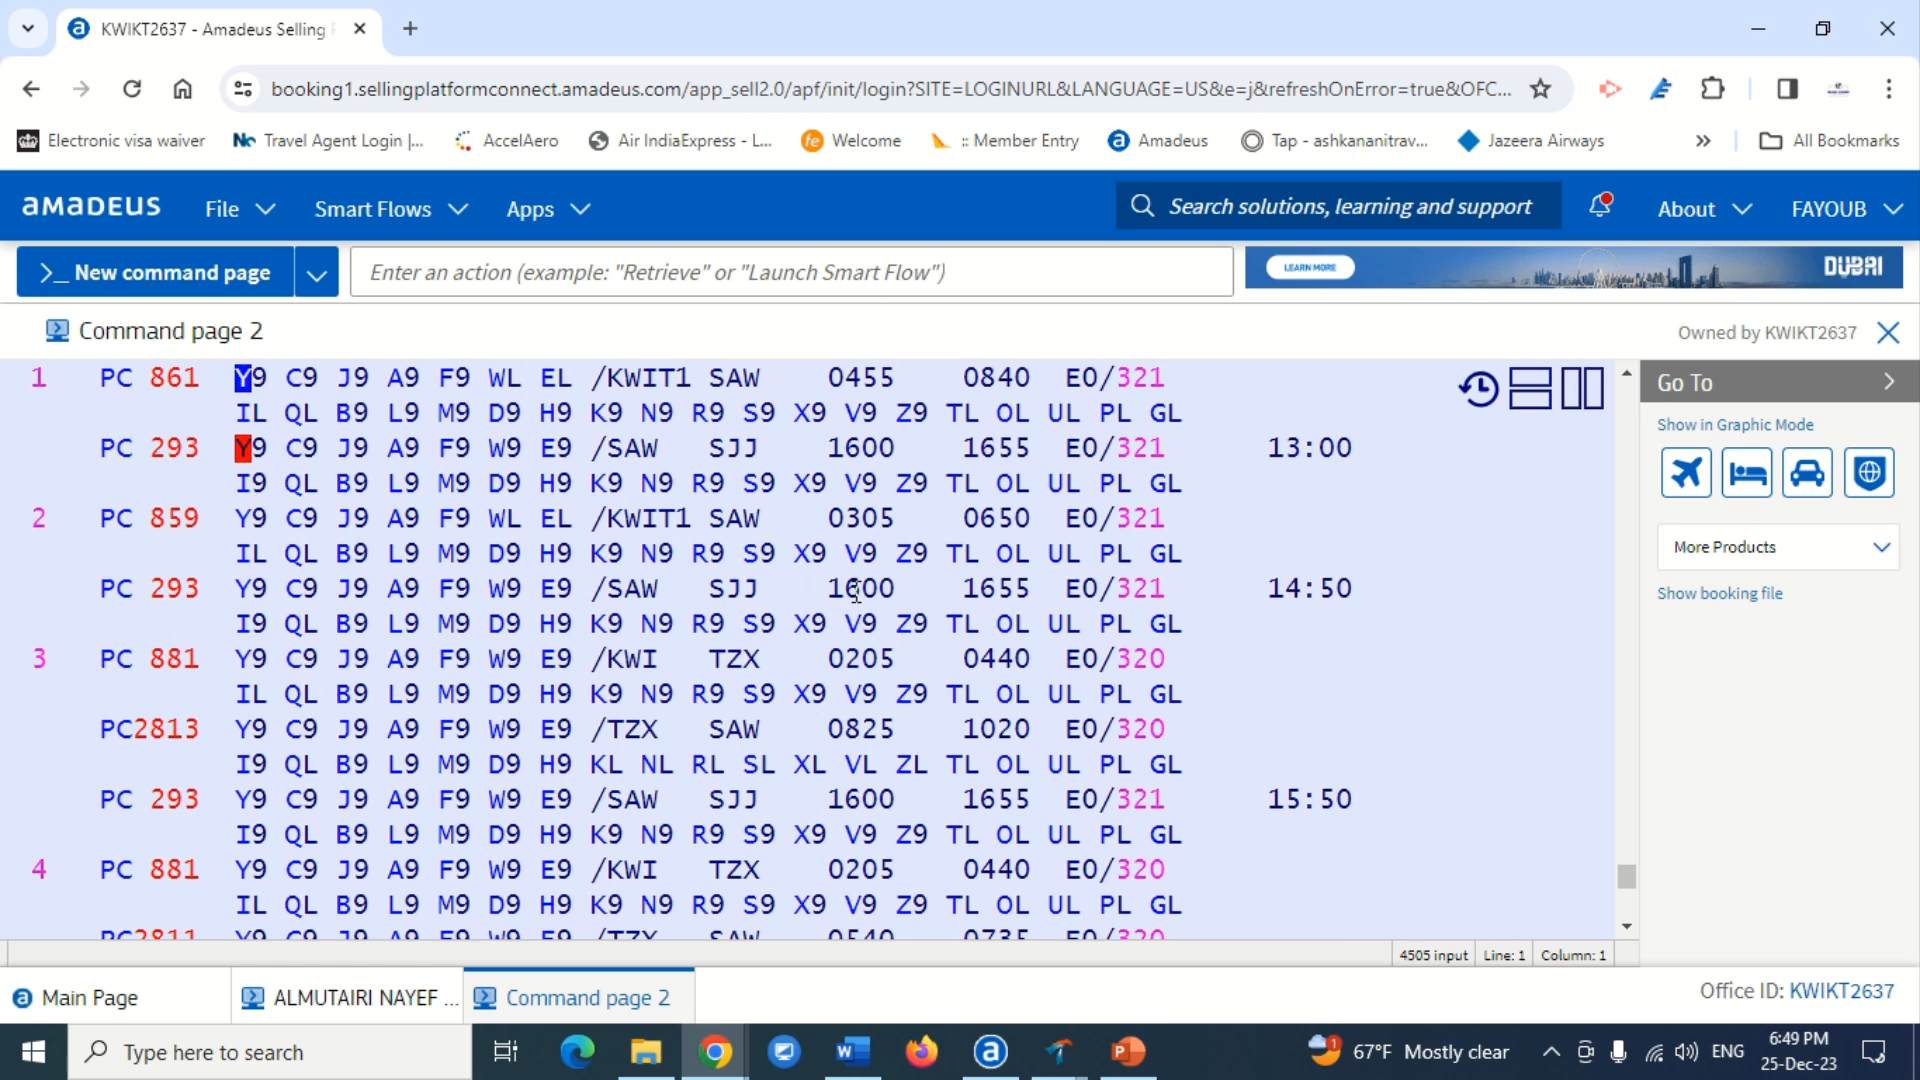 KWIKT2637 - Amadeus Selling
booking1.sellingplatformconnect.amadeus.com/app_sell2.0/apf/init/login?SITE=LOGINURL&LANGUAGE=US&e=j&refreshOnError=true&OFC...
Electronic visa waiver Travel Agent Login |... AccelAero Air IndiaExpress - L... Welcome :: Member Entry Amadeus Tap - ashkananitrav... Jazeera Airways » All Bookmarks
amadeus File Smart Flows Apps Search solutions, learning and support About FAYOUB
>_ New command page Enter an action (example: "Retrieve" or "Launch Smart Flow") LEARN MORE DUBAI
Command page 2 Owned by KWIKT2637
1 PC 861 Y9 C9 J9 A9 F9 WL EL /KWIT1 SAW 0455 0840 E0/321
IL QL B9 L9 M9 D9 H9 K9 N9 R9 S9 X9 V9 Z9 TL OL UL PL GL
PC 293 Y9 C9 J9 A9 F9 W9 E9 /SAW SJJ 1600 1655 E0/321 13:00
I9 QL B9 L9 M9 D9 H9 K9 N9 R9 S9 X9 V9 Z9 TL OL UL PL GL
2 PC 859 Y9 C9 J9 A9 F9 WL EL /KWIT1 SAW 0305 0650 E0/321
IL QL B9 L9 M9 D9 H9 K9 N9 R9 S9 X9 V9 Z9 TL OL UL PL GL
PC 293 Y9 C9 J9 A9 F9 W9 E9 /SAW SJJ 1600 1655 E0/321 14:50
I9 QL B9 L9 M9 D9 H9 K9 N9 R9 S9 X9 V9 Z9 TL OL UL PL GL
3 PC 881 Y9 C9 J9 A9 F9 W9 E9 /KWI TZX 0205 0440 E0/320
IL QL B9 L9 M9 D9 H9 K9 N9 R9 S9 X9 V9 Z9 TL OL UL PL GL
PC2813 Y9 C9 J9 A9 F9 W9 E9 /TZX SAW 0825 1020 E0/320
I9 QL B9 L9 M9 D9 H9 KL NL RL SL XL VL ZL TL OL UL PL GL
PC 293 Y9 C9 J9 A9 F9 W9 E9 /SAW SJJ 1600 1655 E0/321 15:50
I9 QL B9 L9 M9 D9 H9 K9 N9 R9 S9 X9 V9 Z9 TL OL UL PL GL
4 PC 881 Y9 C9 J9 A9 F9 W9 E9 /KWI TZX 0205 0440 E0/320
IL QL B9 L9 M9 D9 H9 K9 N9 R9 S9 X9 V9 Z9 TL OL UL PL GL
PC2811 Y9 C9 J9 A9 F9 W9 E9 /TZX SAW 0540 0735 E0/320
Go To
Show in Graphic Mode
More Products
Show booking file
4505 input Line: 1 Column: 1
Main Page ALMUTAIRI NAYEF ... Command page 2 Office ID: KWIKT2637
Type here to search 67°F Mostly clear ENG 6:49 PM
25-Dec-23